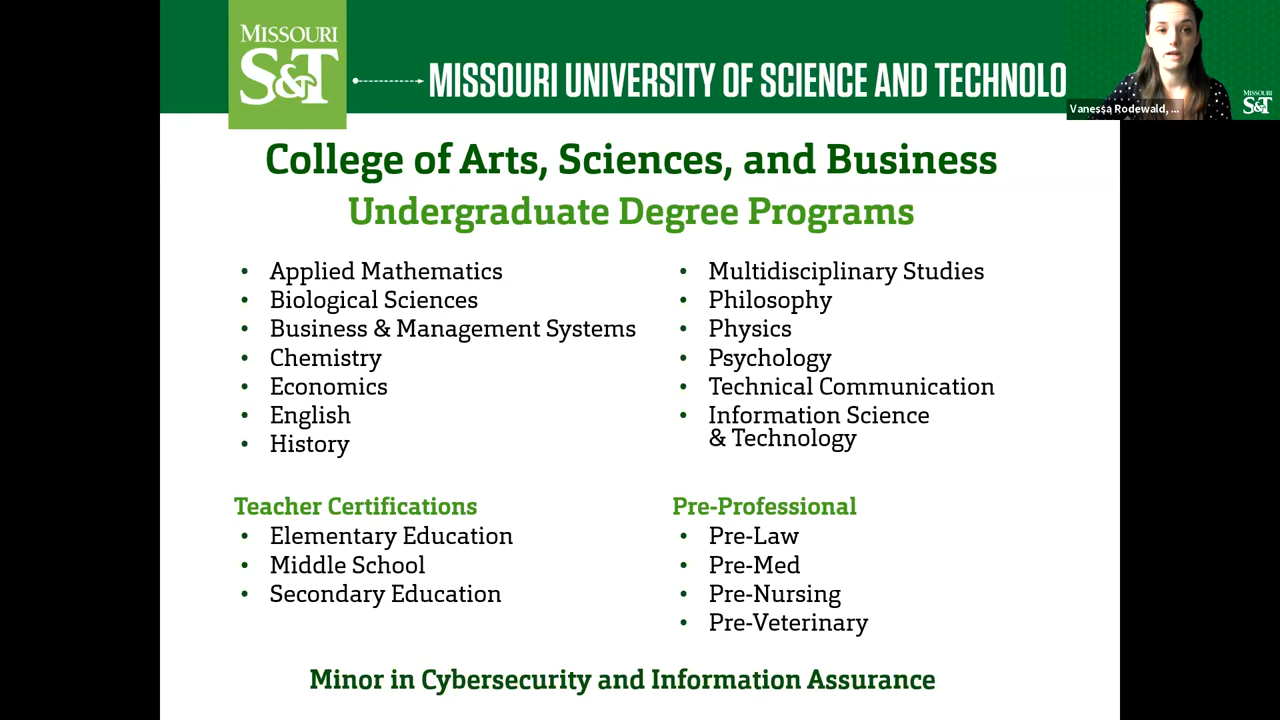 MISSOURI
S&T
MISSOURI UNIVERSITY OF SCIENCE AND TECHNOLO
Vanessa Rodewald, ...
MISSOURI
S&T
College of Arts, Sciences, and Business
Undergraduate Degree Programs
• Applied Mathematics
• Biological Sciences
• Business & Management Systems
• Chemistry
• Economics
• English
• History
• Multidisciplinary Studies
• Philosophy
• Physics
• Psychology
• Technical Communication
• Information Science
& Technology
Teacher Certifications
• Elementary Education
• Middle School
• Secondary Education
Pre-Professional
• Pre-Law
• Pre-Med
• Pre-Nursing
• Pre-Veterinary
Minor in Cybersecurity and Information Assurance